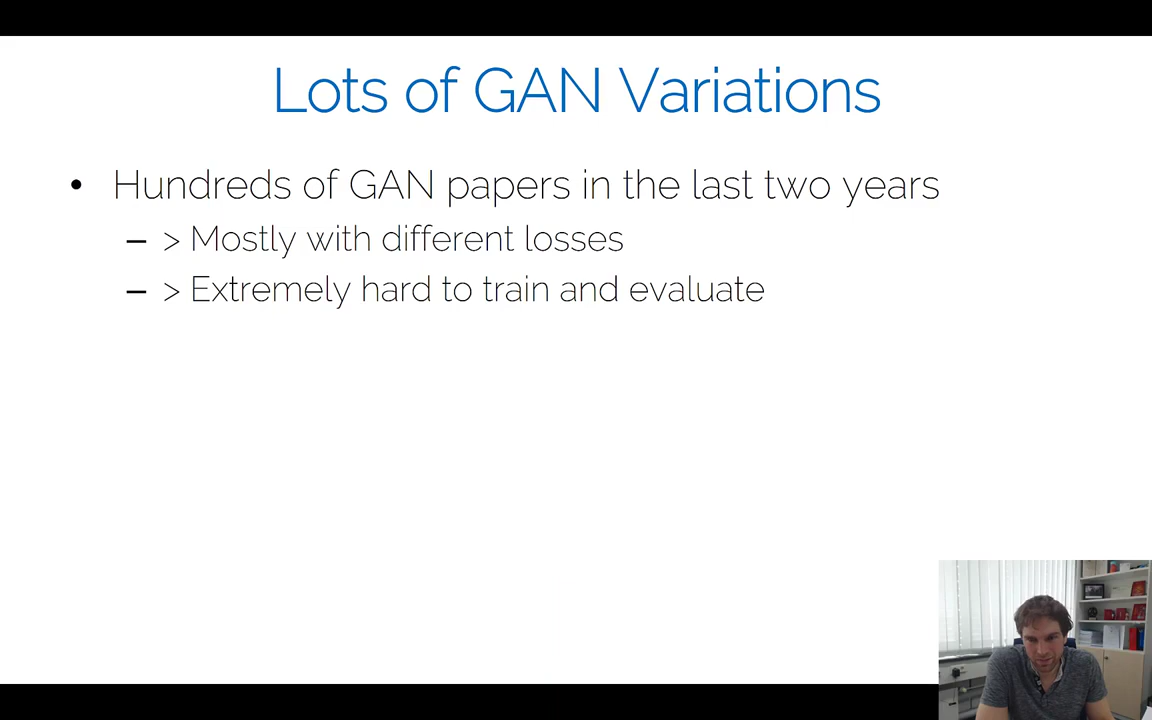 Lots of GAN Variations
• Hundreds of GAN papers in the last two years
– > Mostly with different losses
– > Extremely hard to train and evaluate